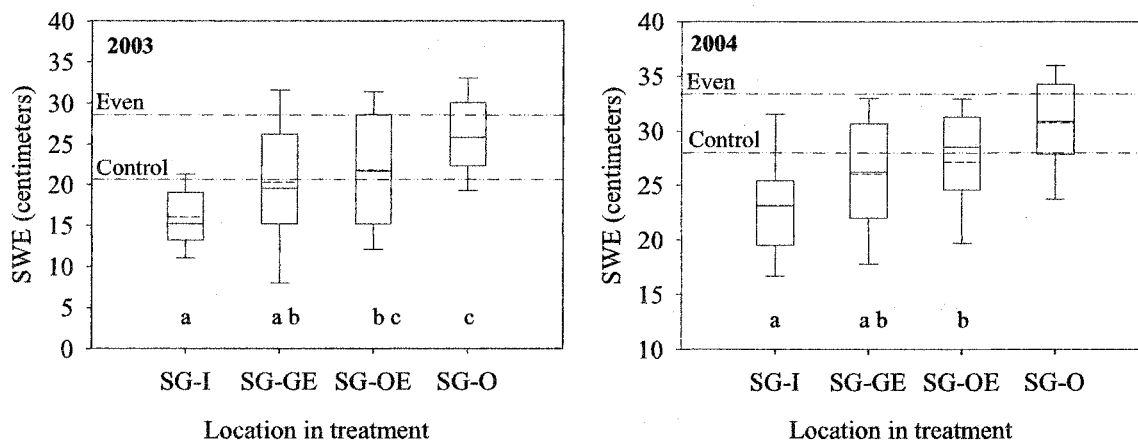 2003
SWE (centimeters)
40
35
30
25
20
15
10
5
0
Even
Control
a
a b
b c
c
SG-I
SG-GE
SG-OE
SG-O
Location in treatment
2004
SWE (centimeters)
40
35
30
25
20
15
10
Even
Control
a
a b
b
SG-I
SG-GE
SG-OE
SG-O
Location in treatment